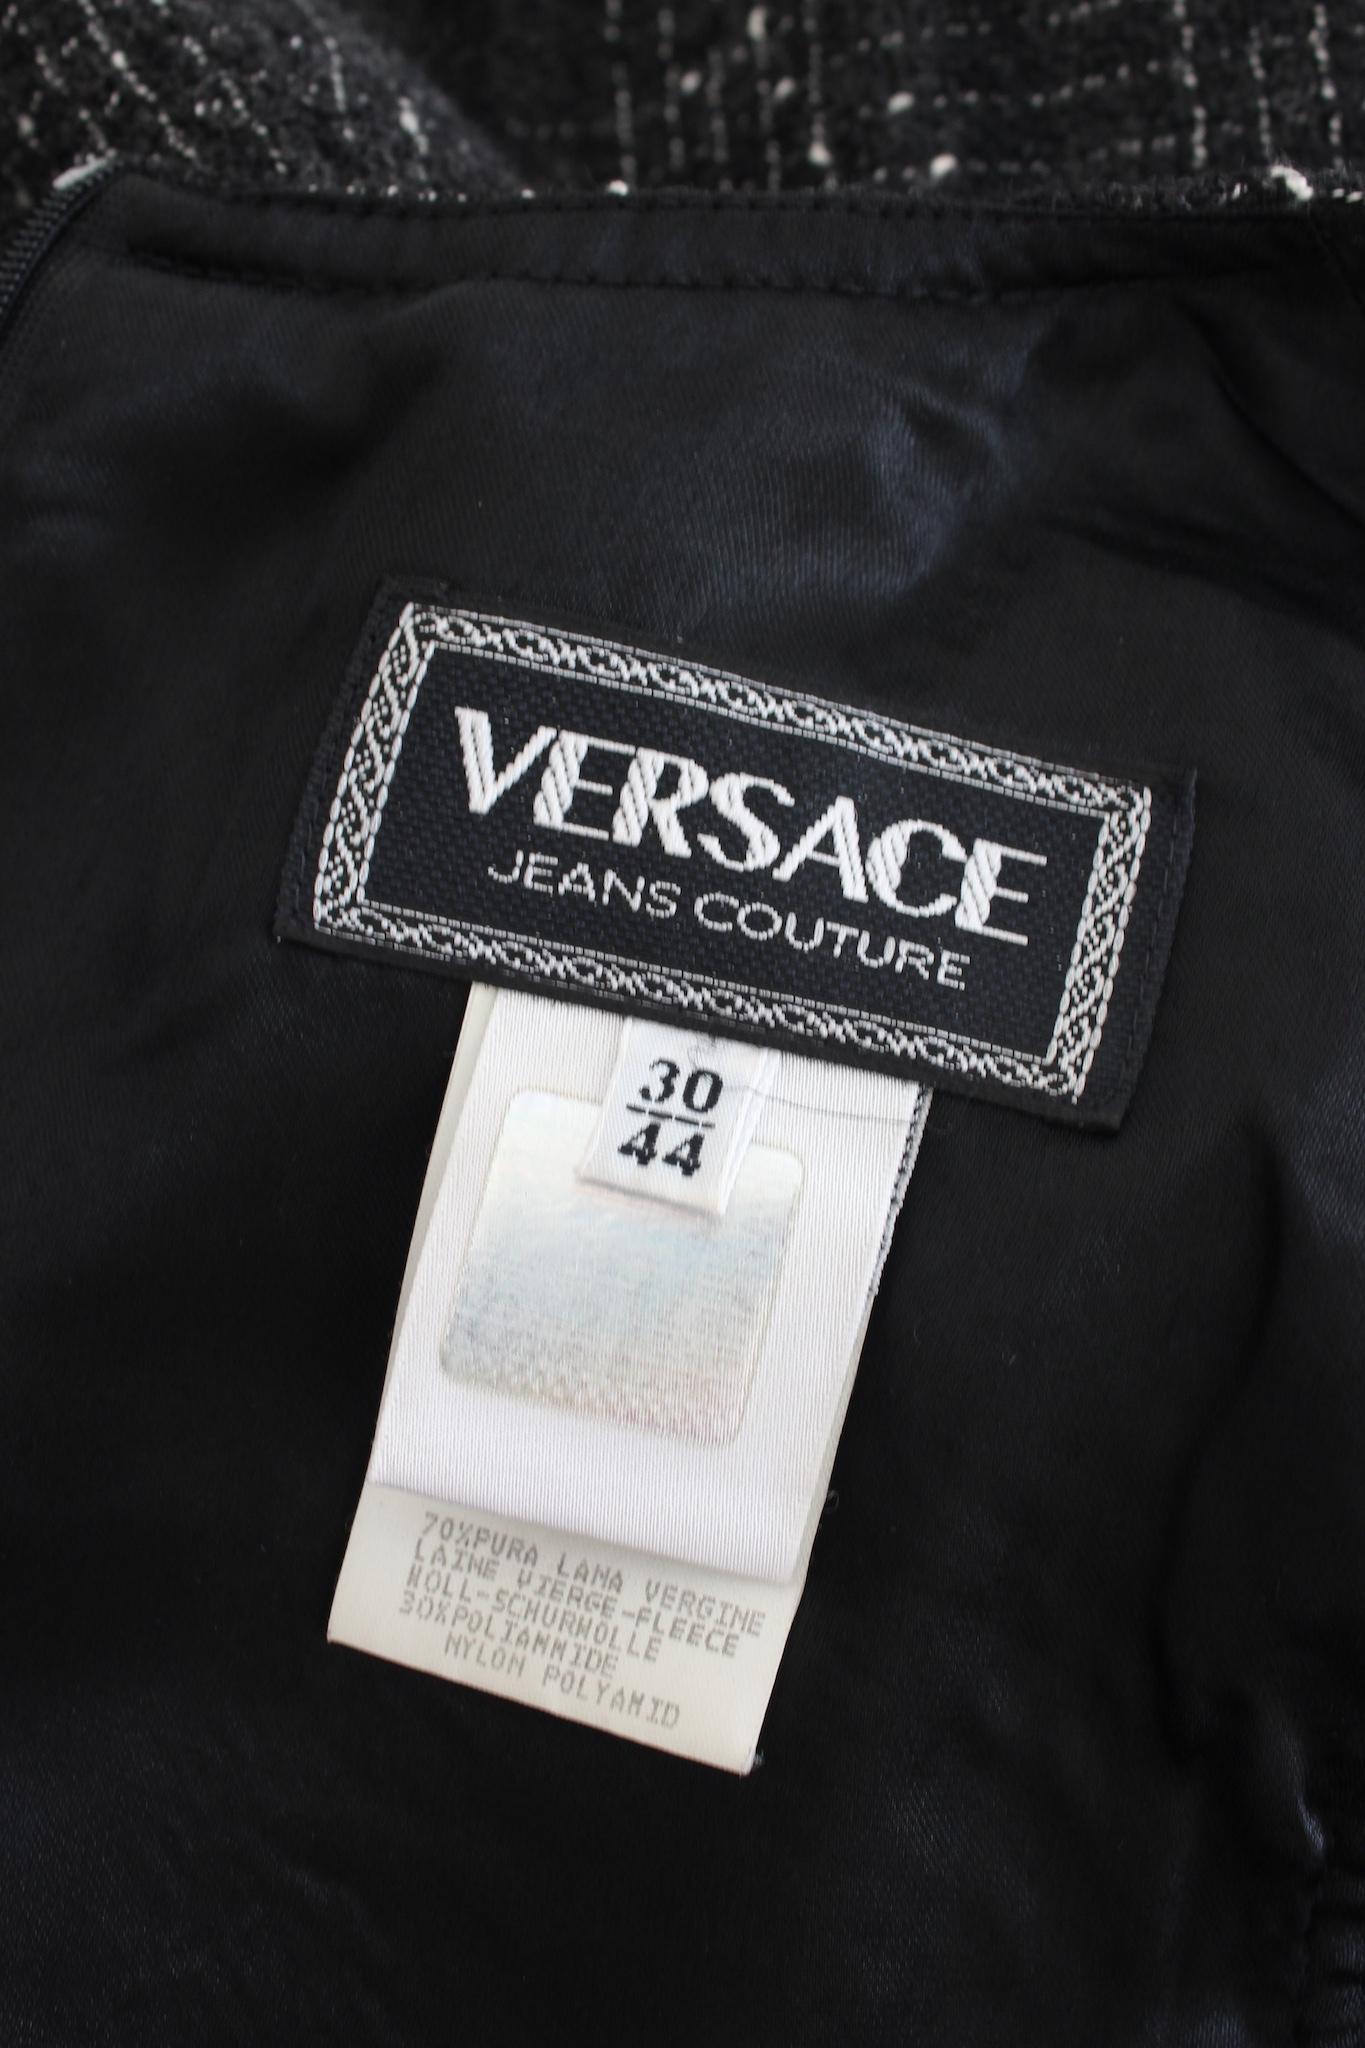 VERSACE
JEANS COUTURE
30
44
70%PURA LANA VERGINE
LAINE VIERGE-FLEECE
WOLL-SCHURWOLLE
30%POLIAMMIDE
NYLON POLYAMID